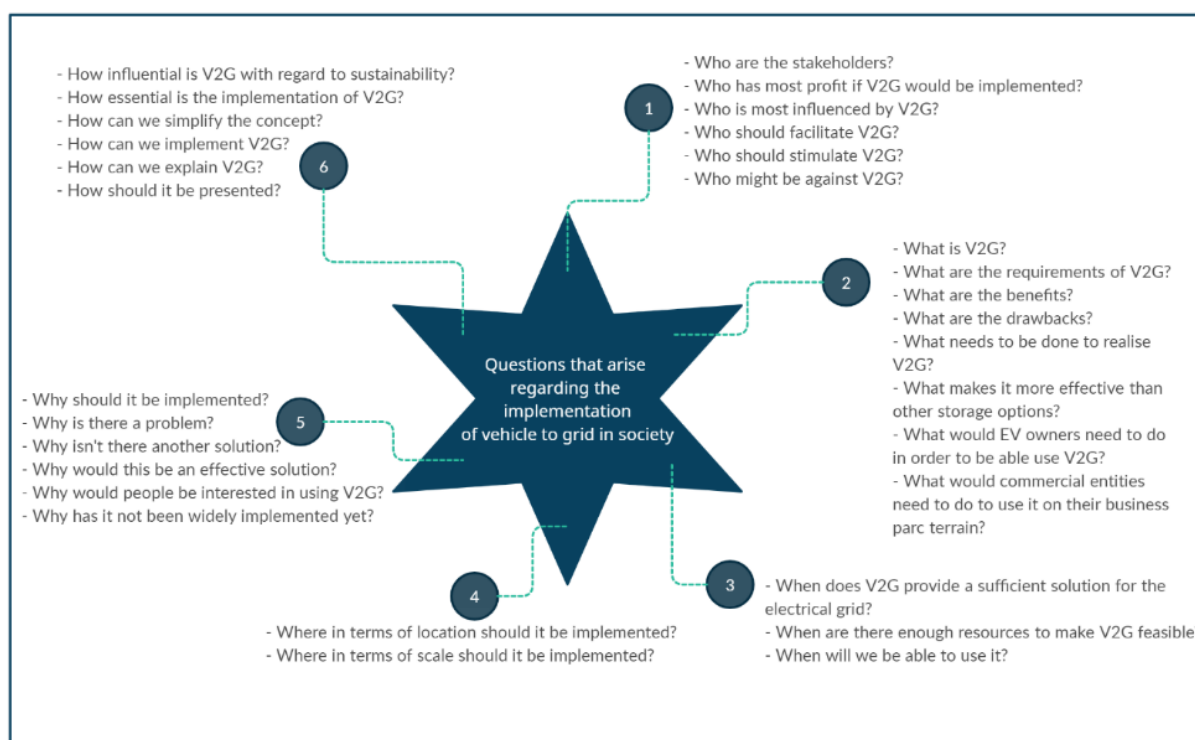 Questions that arise
regarding the
implementation
of vehicle to grid in society
1
- Who are the stakeholders?
- Who has most profit if V2G would be implemented?
- Who is most influenced by V2G?
- Who should facilitate V2G?
- Who should stimulate V2G?
- Who might be against V2G?
2
- What is V2G?
- What are the requirements of V2G?
- What are the benefits?
- What are the drawbacks?
- What needs to be done to realise
V2G?
- What makes it more effective than
other storage options?
- What would EV owners need to do
in order to be able use V2G?
- What would commercial entities
need to do to use it on their business
parc terrain?
3
- When does V2G provide a sufficient solution for the
electrical grid?
- When are there enough resources to make V2G feasible?
- When will we be able to use it?
4
- Where in terms of location should it be implemented?
- Where in terms of scale should it be implemented?
5
- Why should it be implemented?
- Why is there a problem?
- Why isn't there another solution?
- Why would this be an effective solution?
- Why would people be interested in using V2G?
- Why has it not been widely implemented yet?
6
- How influential is V2G with regard to sustainability?
- How essential is the implementation of V2G?
- How can we simplify the concept?
- How can we implement V2G?
- How can we explain V2G?
- How should it be presented?